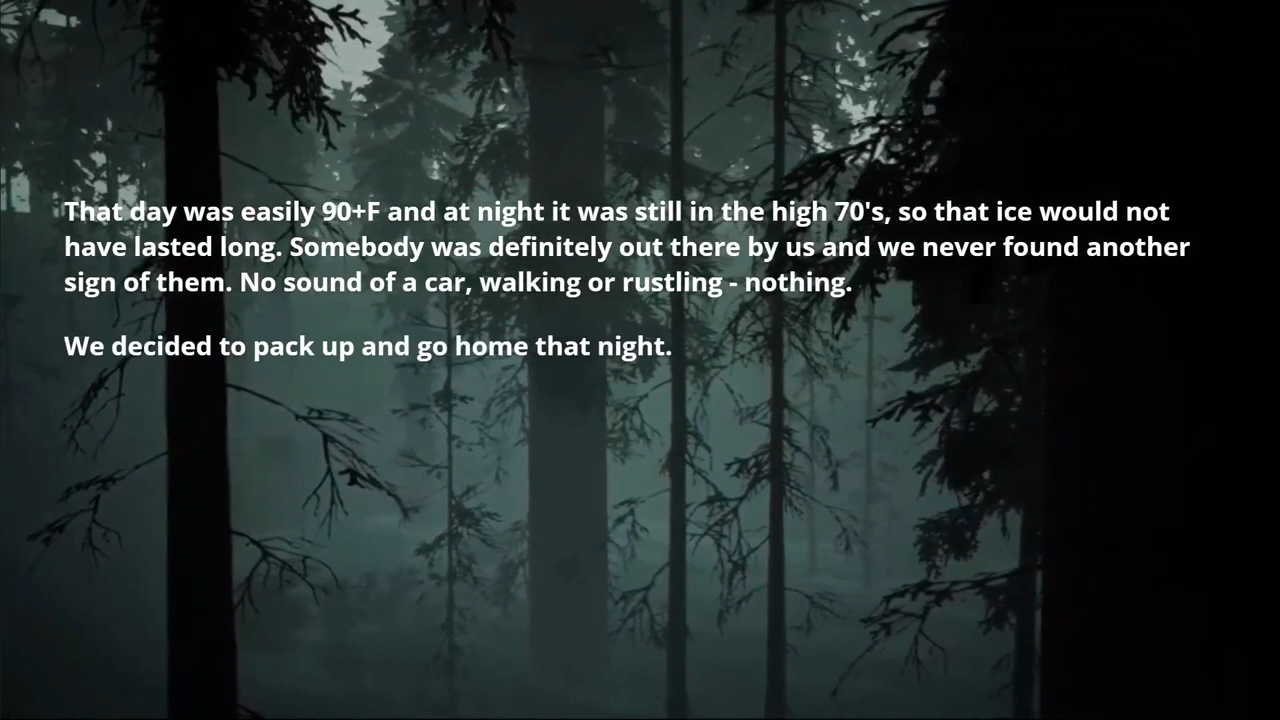 That day was easily 90+F and at night it was still in the high 70's, so that ice would not
have lasted long. Somebody was definitely out there by us and we never found another
sign of them. No sound of a car, walking or rustling - nothing.
We decided to pack up and go home that night.